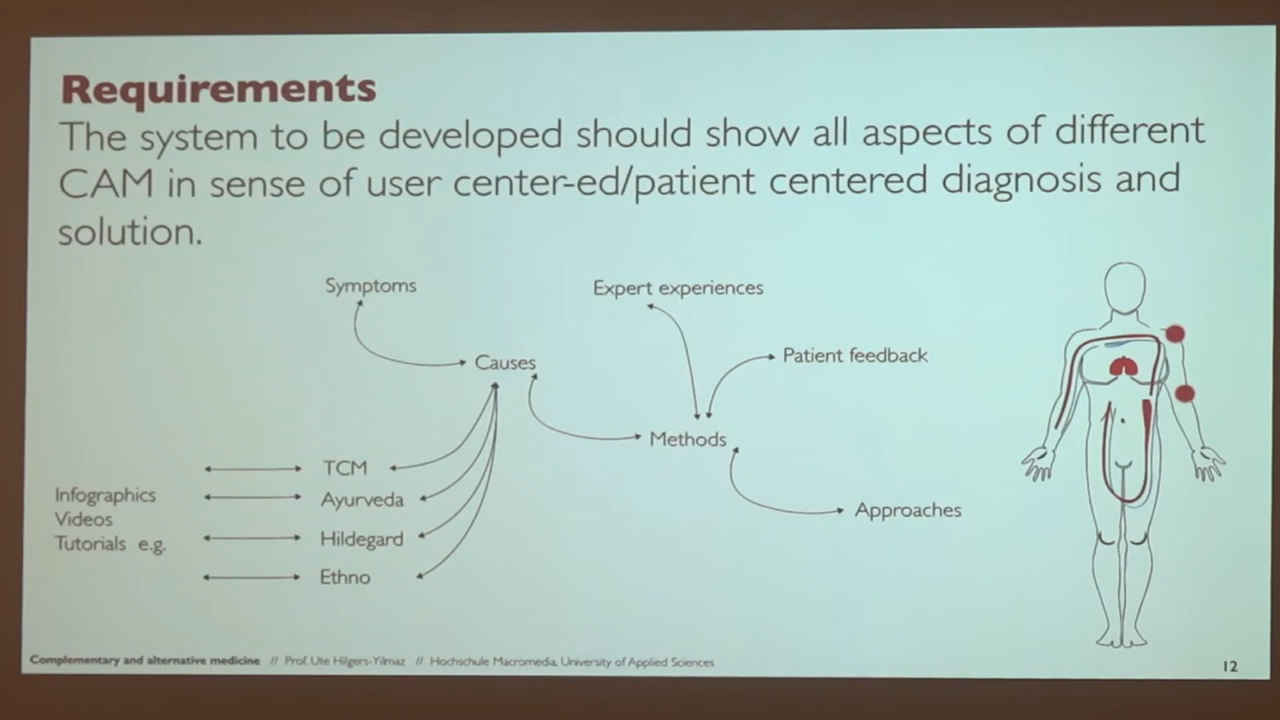 Requirements
The system to be developed should show all aspects of different
CAM in sense of user center-ed/patient centered diagnosis and
solution.
Symptoms
Expert experiences
Causes
Patient feedback
Methods
TCM
Infographics
Ayurveda
Videos
Approaches
Tutorials e.g.
Hildegard
Ethno
Complementary and alternative medicine // Prof. Ute Hilgers-Yilmaz // Hochschule Macromedia, University of Applied Sciences
12